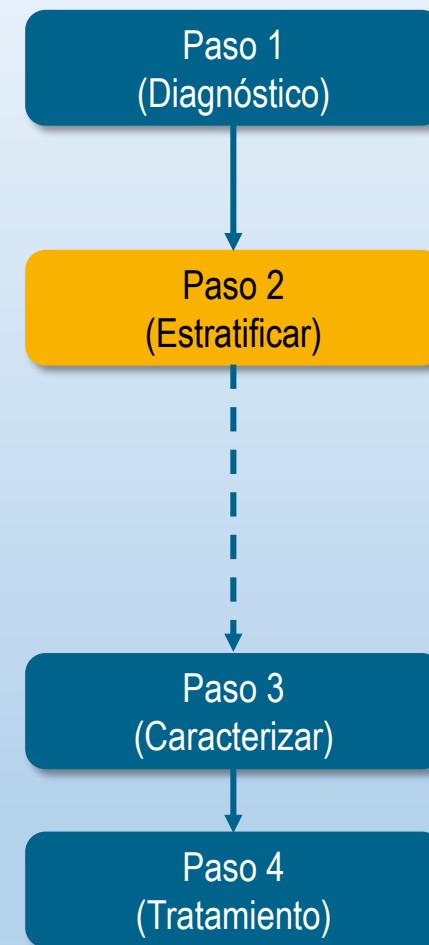 Paso 1
(Diagnóstico)
Paso 2
(Estratificar)
Paso 3
(Caracterizar)
Paso 4
(Tratamiento)